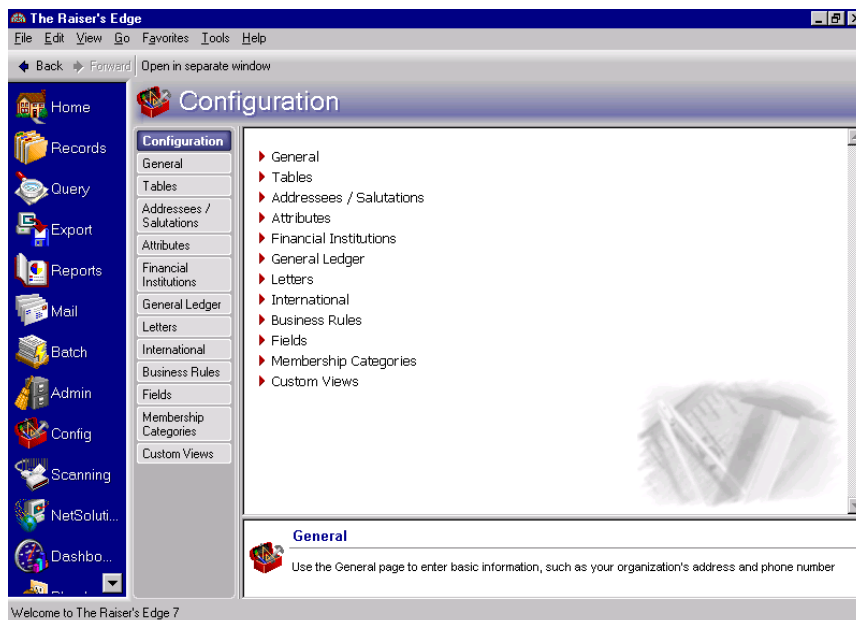 The Raiser's Edge
File Edit View Go Favorites Tools Help
Back Forward Open in separate window
Home
Records
Query
Export
Reports
Mail
Batch
Admin
Config
Scanning
NetSoluti...
Dashbo...
Configuration
Configuration
General
Tables
Addressees /
Salutations
Attributes
Financial
Institutions
General Ledger
Letters
International
Business Rules
Fields
Membership
Categories
Custom Views
General
Tables
Addressees / Salutations
Attributes
Financial Institutions
General Ledger
Letters
International
Business Rules
Fields
Membership Categories
Custom Views
General
Use the General page to enter basic information, such as your organization's address and phone number
Welcome to The Raiser's Edge 7